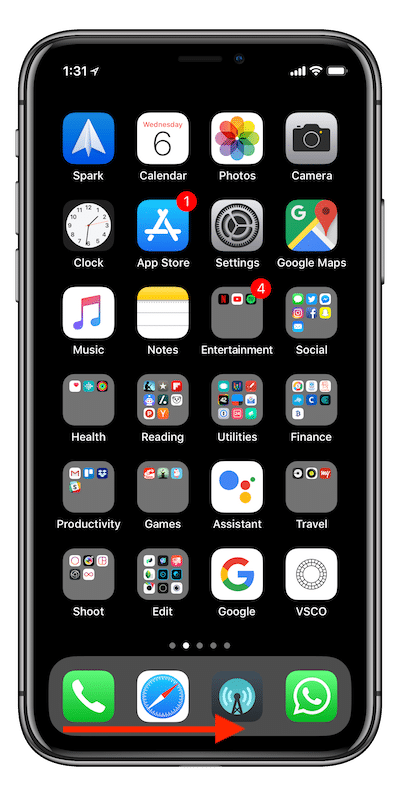 1:31
Wednesday
6
Spark Calendar Photos Camera
1
G
Clock App Store Settings Google Maps
4
Music Notes Entertainment Social
Health Reading Utilities Finance
Productivity Games Assistant Travel
G
Shoot Edit Google VSCO